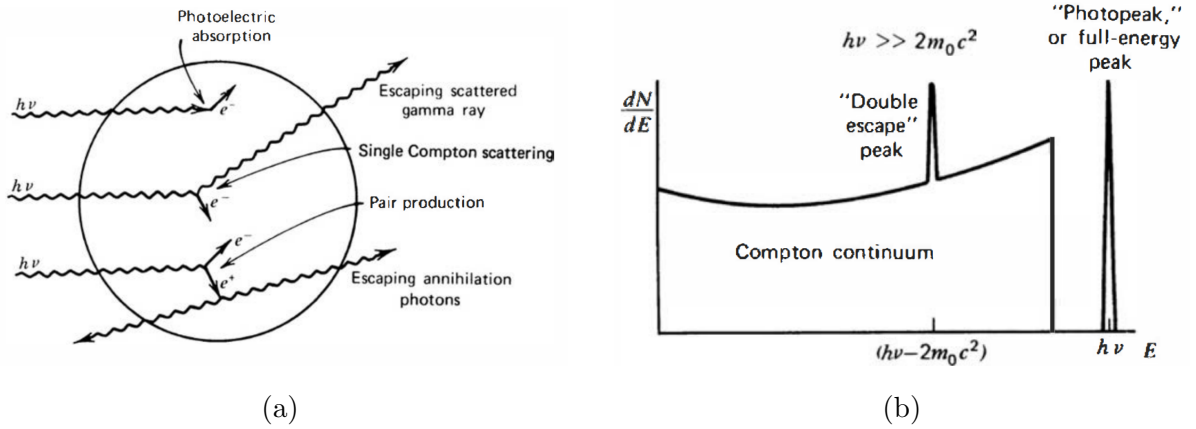 Photoelectric
absorption
hν
e⁻
Escaping scattered
gamma ray
Single Compton scattering
hν
e⁻
Pair production
hν
e⁻
e⁺
Escaping annihilation
photons
(a)
hν >> 2m₀c²
"Photopeak,"
or full-energy
peak
dN
dE
"Double
escape"
peak
Compton continuum
(hν−2m₀c²)
hν
E
(b)